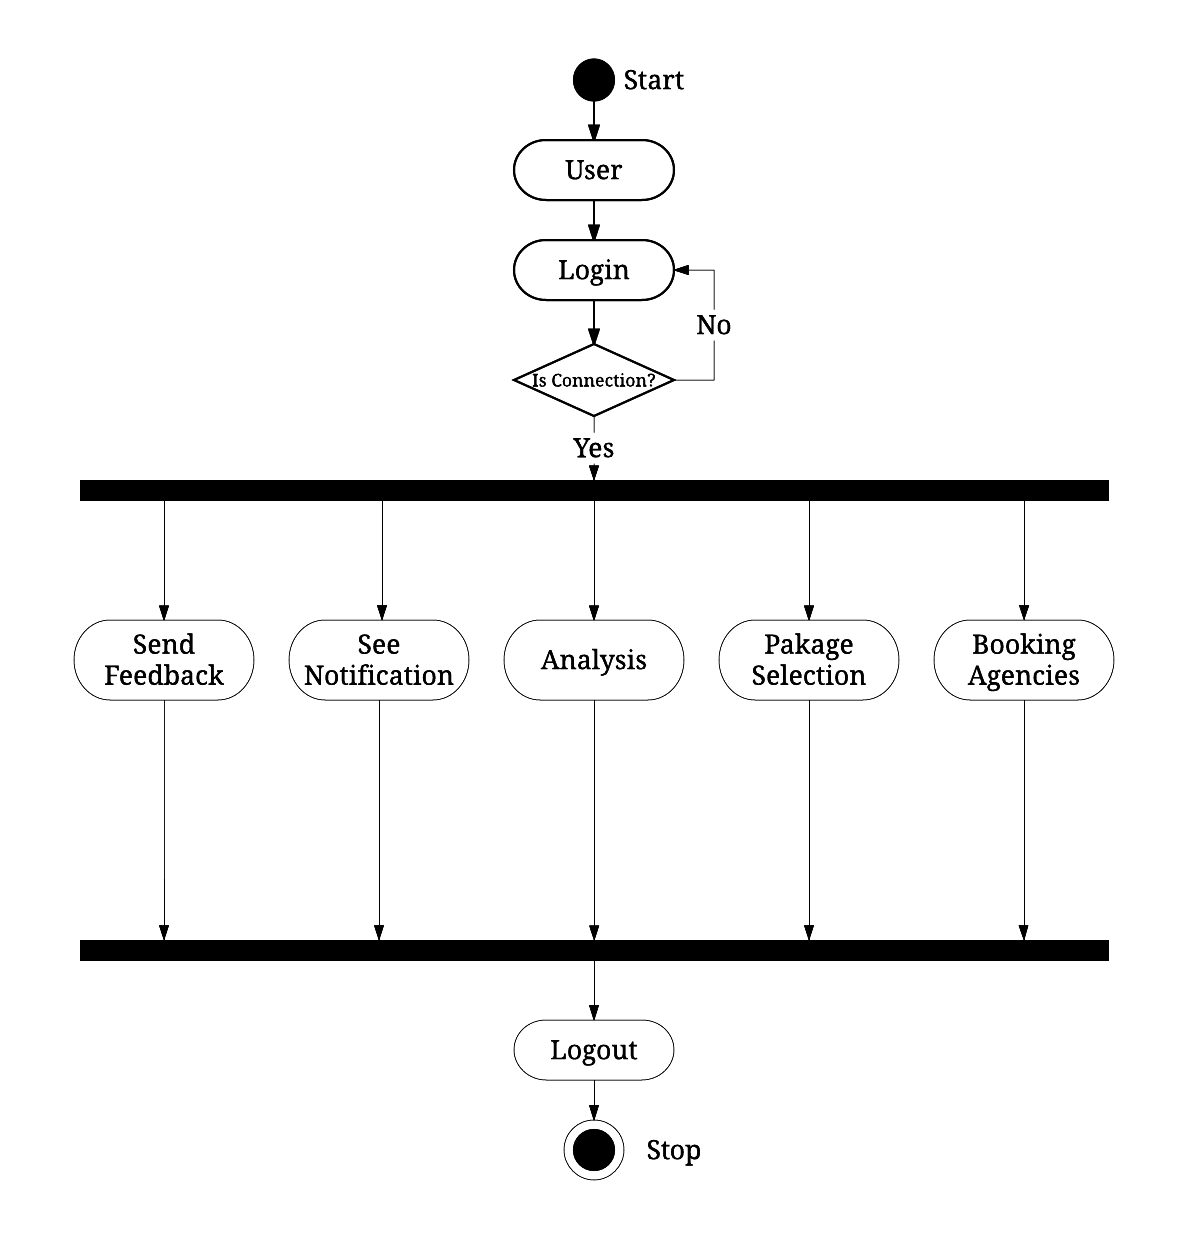 Start
User
Login
No
Is Connection?
Yes
Send
Feedback
See
Notification
Analysis
Pakage
Selection
Booking
Agencies
Logout
Stop